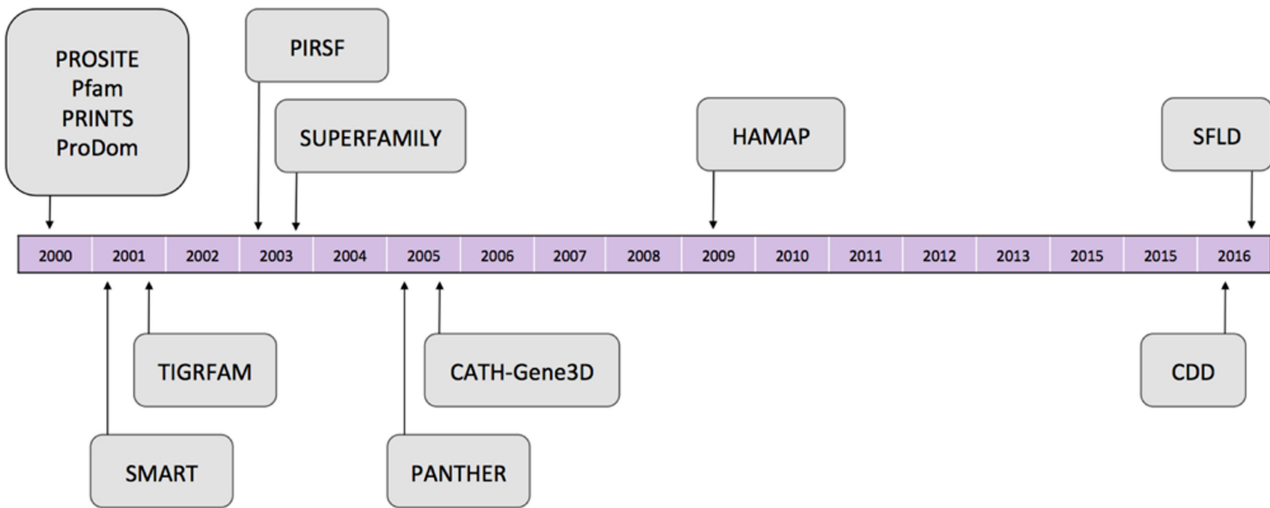 PROSITE
Pfam
PRINTS
ProDom
PIRSF
SUPERFAMILY
HAMAP
SFLD
2000 2001 2002 2003 2004 2005 2006 2007 2008 2009 2010 2011 2012 2013 2015 2015 2016
TIGRFAM
CATH-Gene3D
CDD
SMART
PANTHER